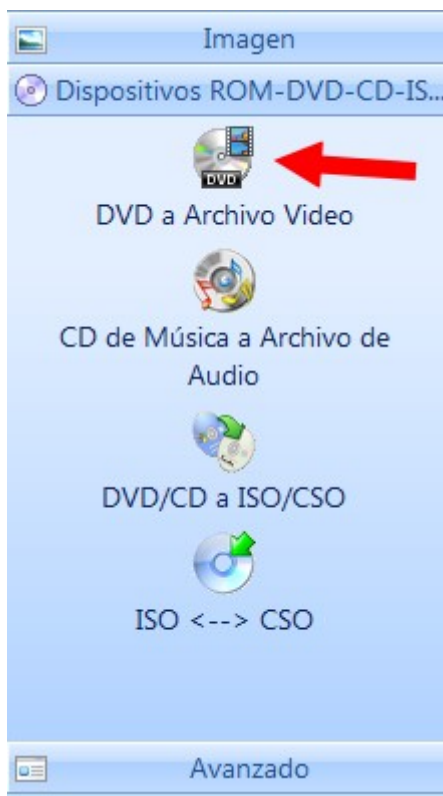 Imagen
Dispositivos ROM-DVD-CD-IS...
DVD
DVD a Archivo Video
CD de Música a Archivo de
Audio
DVD/CD a ISO/CSO
ISO <--> CSO
Avanzado